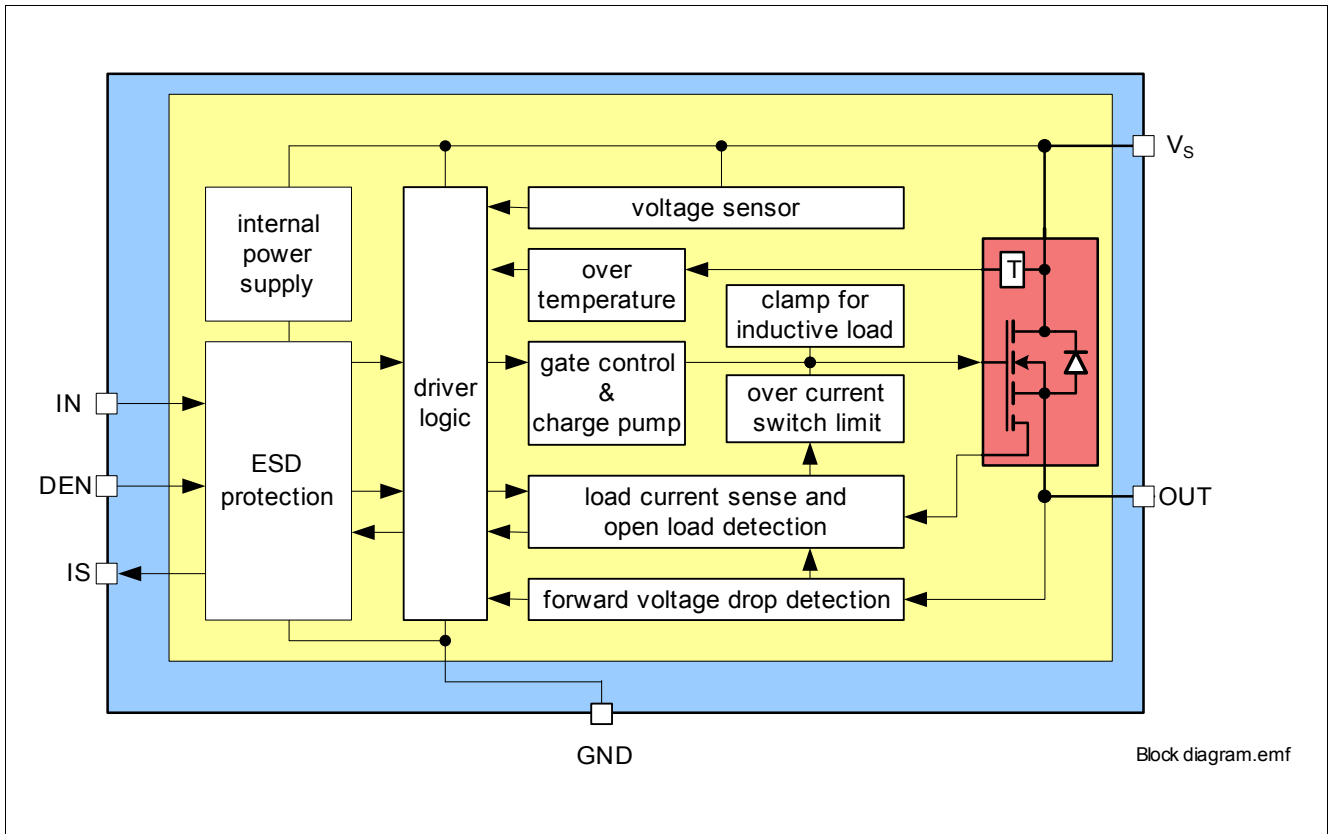 V_S
voltage sensor
internal
power
supply
over
temperature
T
clamp for
inductive load
gate control
&
charge pump
driver
logic
over current
switch limit
IN
ESD
protection
DEN
load current sense and
open load detection
OUT
IS
forward voltage drop detection
GND
Block diagram.emf